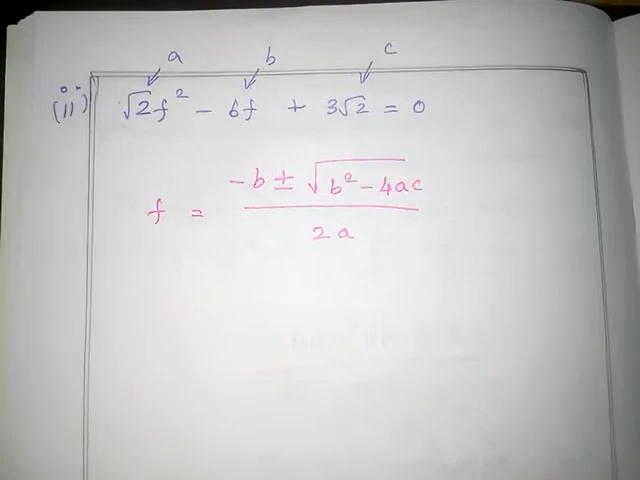 a b c
(ii) √2f² - 6f + 3√2 = 0
f = -b ± √b² - 4ac
2a